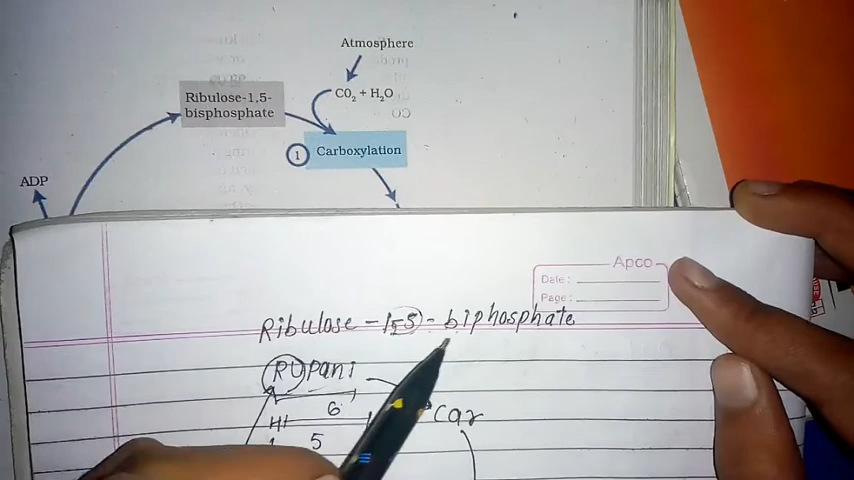 Atmosphere
Ribulose-1,5-
bisphosphate
CO₂ + H₂O
1 Carboxylation
ADP
Apco
Date:
Page:
Ribulose-1,5-biphosphate
RUPani
6
Car
5